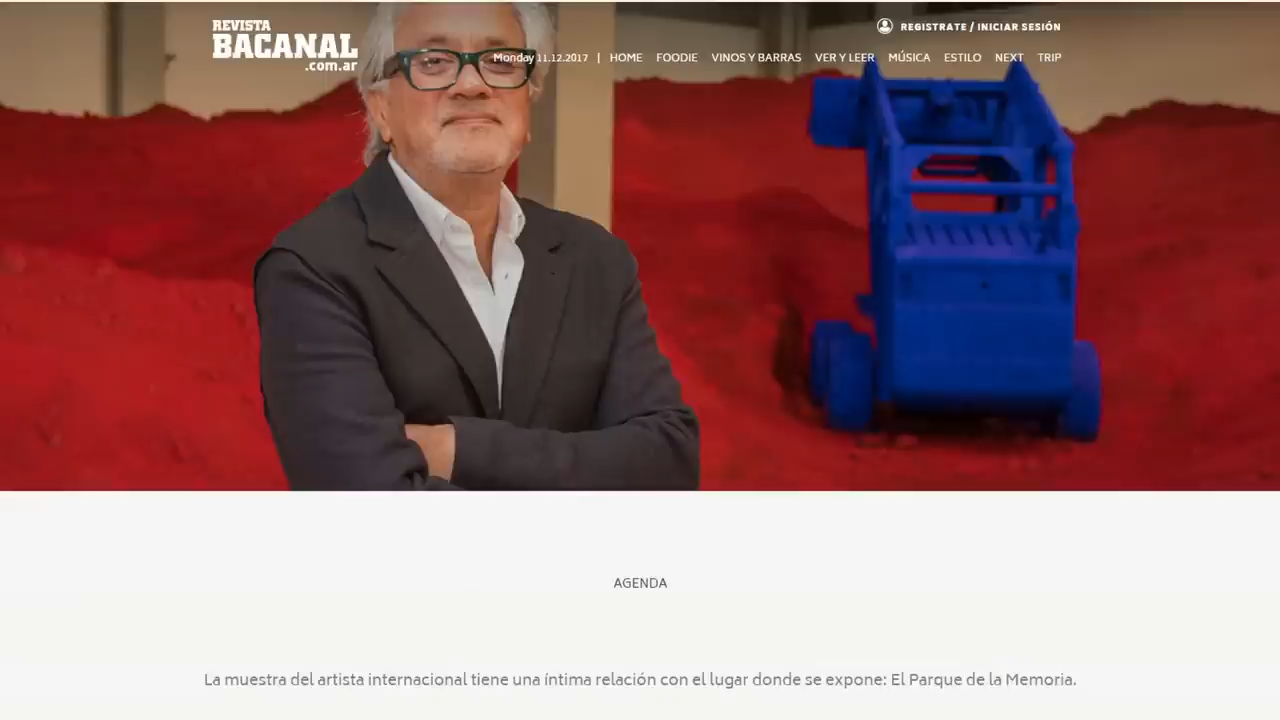 REVISTA
BACANAL
.com.ar
REGISTRATE / INICIAR SESIÓN
Monday 11.12.2017 | HOME FOODIE VINOS Y BARRAS VER Y LEER MÚSICA ESTILO NEXT TRIP
AGENDA
La muestra del artista internacional tiene una íntima relación con el lugar donde se expone: El Parque de la Memoria.